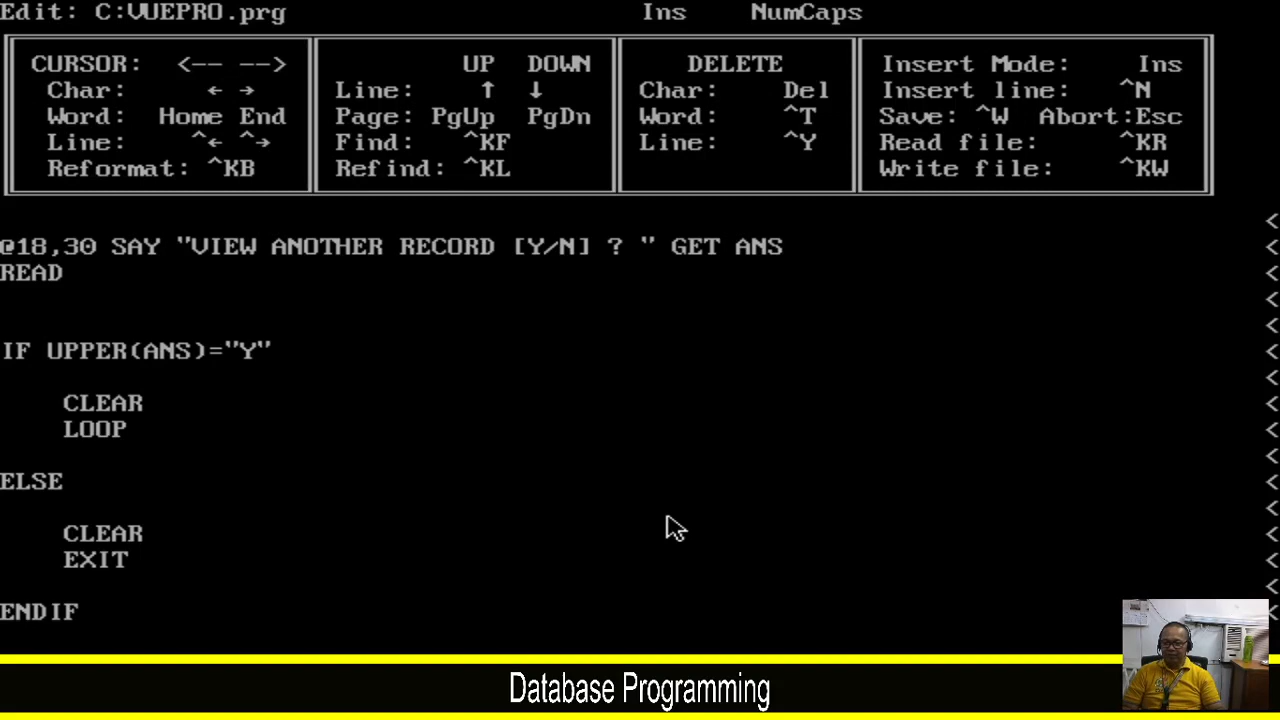 Edit: C:VUEPRO.prg Ins NumCaps
CURSOR: <-- --> UP DOWN DELETE Insert Mode: Ins
Char: ← → Line: ↑ ↓ Char: Del Insert line: ^N
Word: Home End Page: PgUp PgDn Word: ^T Save: ^W Abort:Esc
Line: ^← ^→ Find: ^KF Line: ^Y Read file: ^KR
Reformat: ^KB Refind: ^KL Write file: ^KW
<
@18,30 SAY "VIEW ANOTHER RECORD [Y/N] ? " GET ANS <
READ <
<
<
IF UPPER(ANS)="Y" <
<
CLEAR <
LOOP <
<
ELSE <
<
CLEAR <
EXIT <
<
ENDIF <
Database Programming